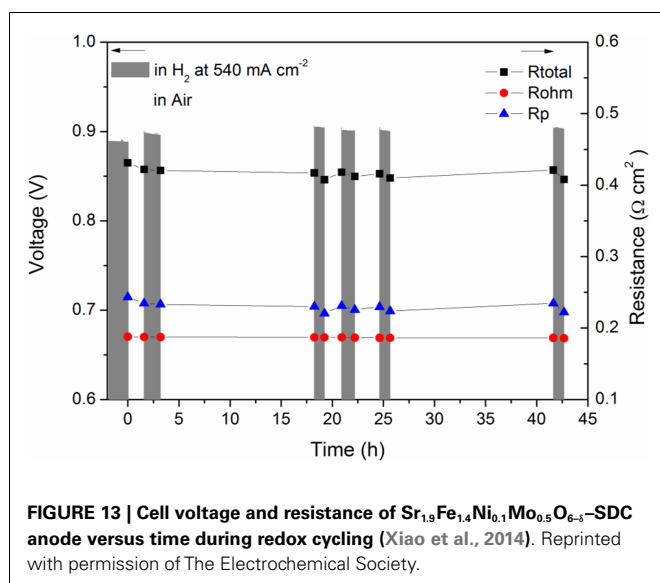 1.0
0.9
0.8
0.7
0.6
Voltage (V)
in H₂ at 540 mA cm⁻²
in Air
Rtotal
Rohm
Rp
0.6
0.5
0.4
0.3
0.2
0.1
Resistance (Ω cm²)
0 5 10 15 20 25 30 35 40 45
Time (h)
FIGURE 13 | Cell voltage and resistance of Sr₁.₉Fe₁.₄Ni₀.₁Mo₀.₅O₆₋δ–SDC
anode versus time during redox cycling (Xiao et al., 2014). Reprinted
with permission of The Electrochemical Society.